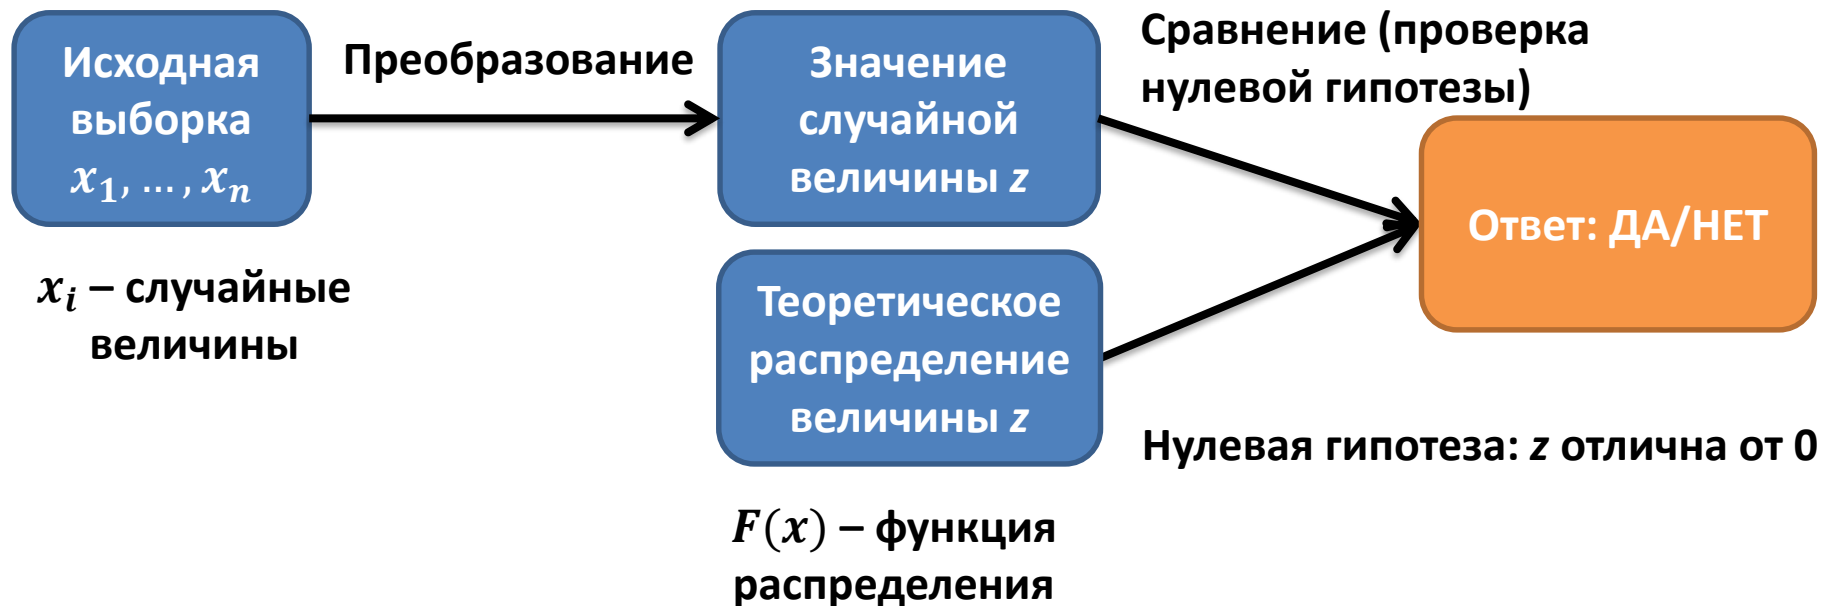 Исходная
выборка
x₁, … , xₙ
Преобразование
Значение
случайной
величины z
Сравнение (проверка
нулевой гипотезы)
Ответ: ДА/НЕТ
xᵢ – случайные
величины
Теоретическое
распределение
величины z
Нулевая гипотеза: z отлична от 0
F(x) – функция
распределения